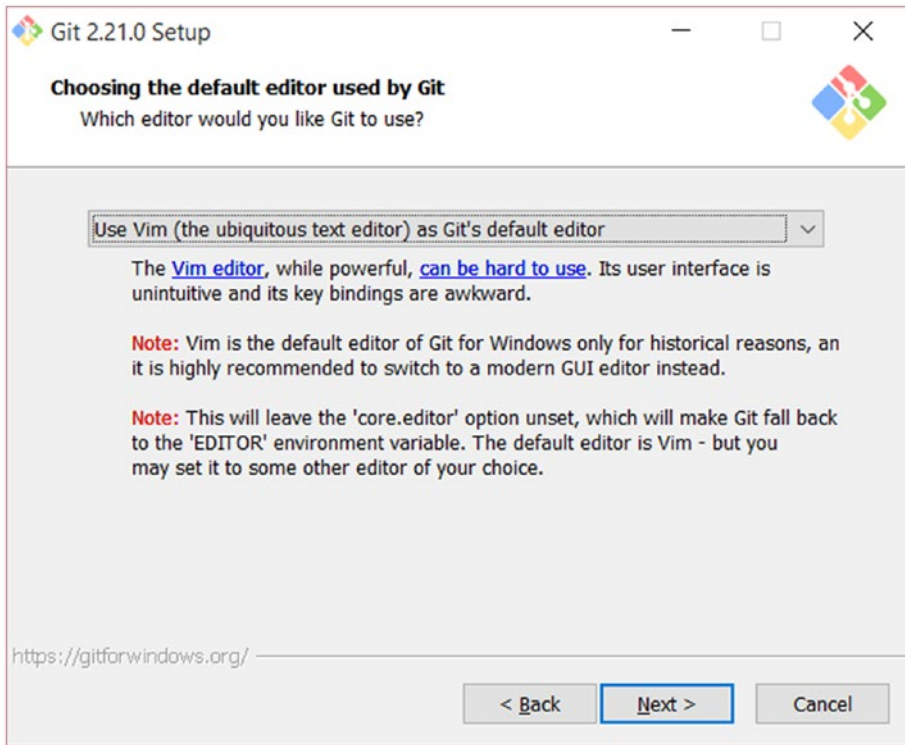 Git 2.21.0 Setup
Choosing the default editor used by Git
Which editor would you like Git to use?
Use Vim (the ubiquitous text editor) as Git's default editor
The Vim editor, while powerful, can be hard to use. Its user interface is
unintuitive and its key bindings are awkward.
Note: Vim is the default editor of Git for Windows only for historical reasons, an
it is highly recommended to switch to a modern GUI editor instead.
Note: This will leave the 'core.editor' option unset, which will make Git fall back
to the 'EDITOR' environment variable. The default editor is Vim - but you
may set it to some other editor of your choice.
https://gitforwindows.org/
< Back Next > Cancel